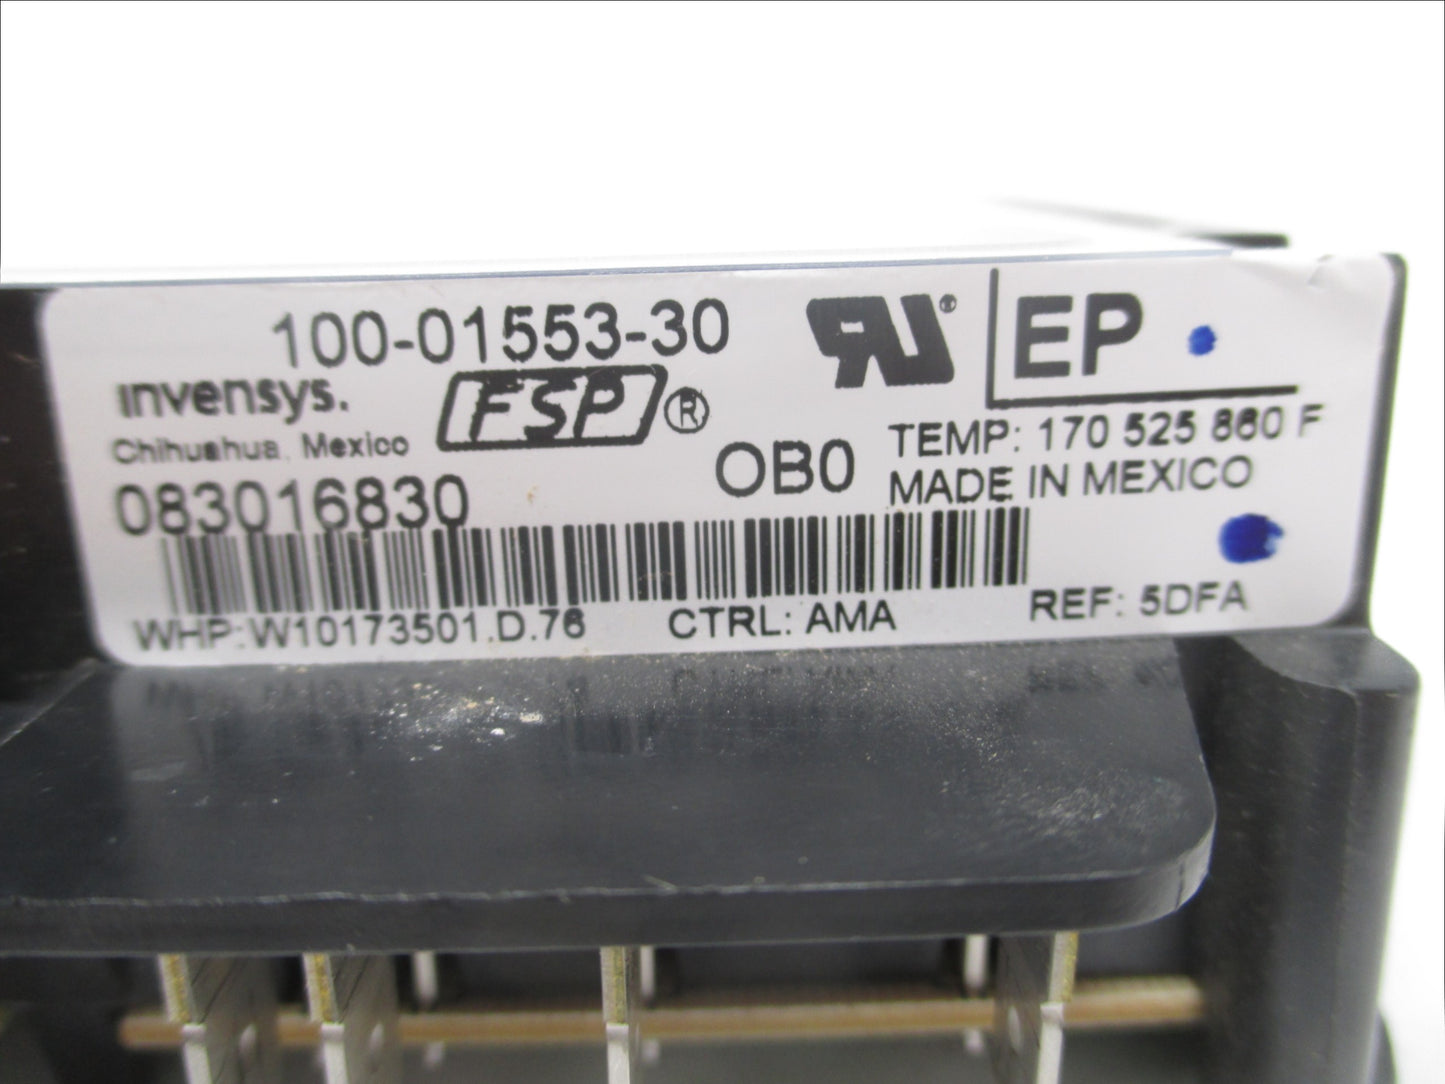 100-01553-30
invensys.
FSP ®
RU ®
EP
Chihuahua, Mexico
TEMP: 170 525 860 F
083016830
OB0
MADE IN MEXICO
WHP:W10173501.D.76
CTRL: AMA
REF: 5DFA